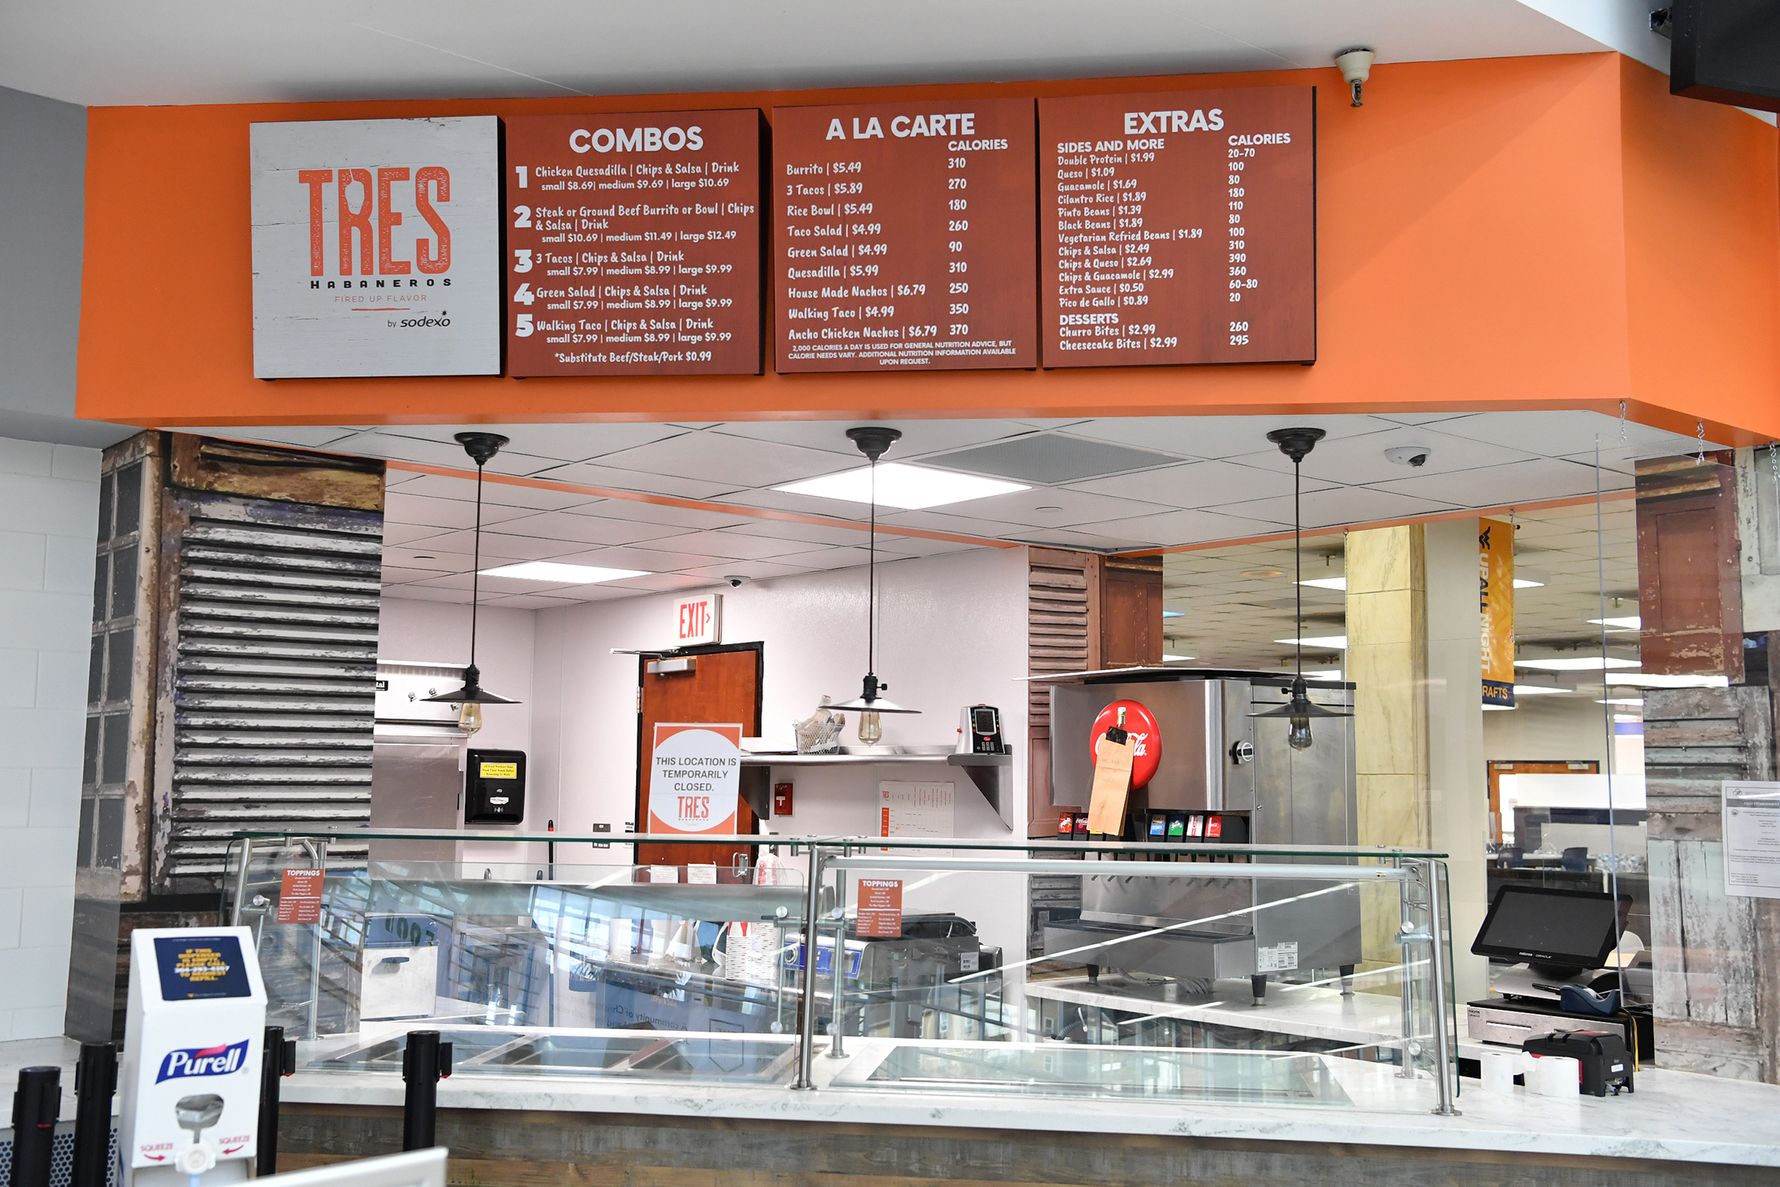 TRES
HABANEROS
FIRED UP FLAVOR
by sodexo
COMBOS
1 Chicken Quesadilla | Chips & Salsa | Drink
small $8.69| medium $9.69 | large $10.69
2 Steak or Ground Beef Burrito or Bowl | Chips
& Salsa | Drink
small $10.69 | medium $11.49 | large $12.49
3 3 Tacos | Chips & Salsa | Drink
small $7.99 | medium $8.99 | large $9.99
4 Green Salad | Chips & Salsa | Drink
small $7.99 | medium $8.99 | large $9.99
5 Walking Taco | Chips & Salsa | Drink
small $7.99 | medium $8.99 | large $9.99
*Substitute Beef/Steak/Pork $0.99
A LA CARTE
CALORIES
Burrito | $5.49 310
3 Tacos | $5.89 270
Rice Bowl | $5.49 180
Taco Salad | $4.99 260
Green Salad | $4.99 90
Quesadilla | $5.99 310
House Made Nachos | $6.79 250
Walking Taco | $4.99 350
Ancho Chicken Nachos | $6.79 370
2,000 CALORIES A DAY IS USED FOR GENERAL NUTRITION ADVICE, BUT
CALORIE NEEDS VARY. ADDITIONAL NUTRITION INFORMATION AVAILABLE
UPON REQUEST.
EXTRAS
SIDES AND MORE CALORIES
Double Protein | $1.99 20-70
Queso | $1.09 100
Guacamole | $1.69 80
Cilantro Rice | $1.89 180
Pinto Beans | $1.39 110
Black Beans | $1.89 80
Vegetarian Refried Beans | $1.89 100
Chips & Salsa | $2.49 310
Chips & Queso | $2.69 390
Chips & Guacamole | $2.99 360
Extra Sauce | $0.50 60-80
Pico de Gallo | $0.89 20
DESSERTS
Churro Bites | $2.99 260
Cheesecake Bites | $2.99 295
EXIT
THIS LOCATION IS
TEMPORARILY
CLOSED.
TRES
TOPPINGS
TOPPINGS
RAFTS
IF THIS
DISPENSER
IS EMPTY
Purell
SQUEEZE SQUEEZE